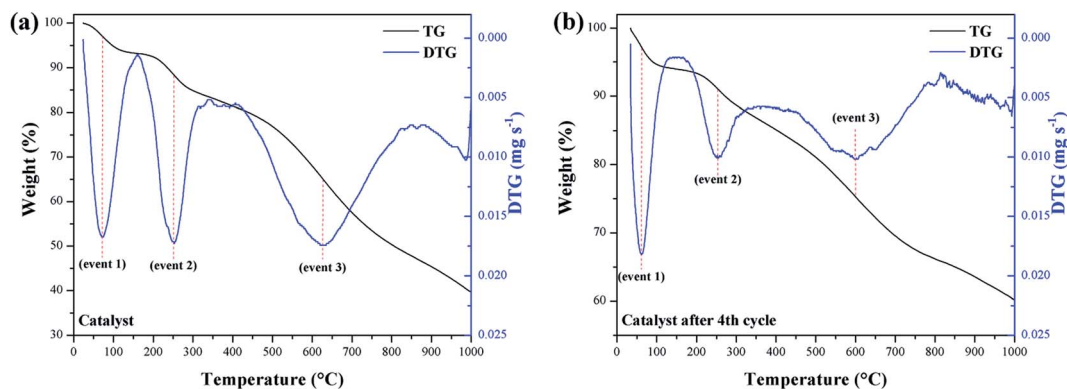 (a)
TG
DTG
100
90
80
70
60
50
40
30
Weight (%)
0.000
0.005
0.010
0.015
0.020
0.025
DTG (mg s⁻¹)
(event 1)
(event 2)
(event 3)
Catalyst
0 100 200 300 400 500 600 700 800 900 1000
Temperature (°C)
(b)
TG
DTG
100
90
80
70
60
Weight (%)
0.000
0.005
0.010
0.015
0.020
0.025
DTG (mg s⁻¹)
(event 3)
(event 2)
(event 1)
Catalyst after 4th cycle
0 100 200 300 400 500 600 700 800 900 1000
Temperature (°C)